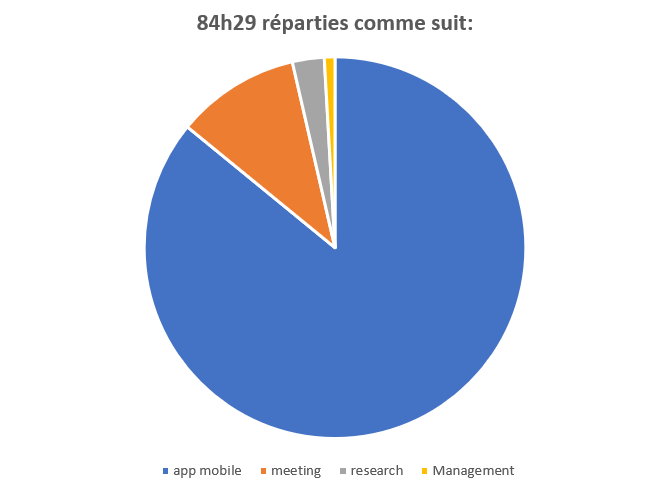 84h29 réparties comme suit:
app mobile meeting research Management